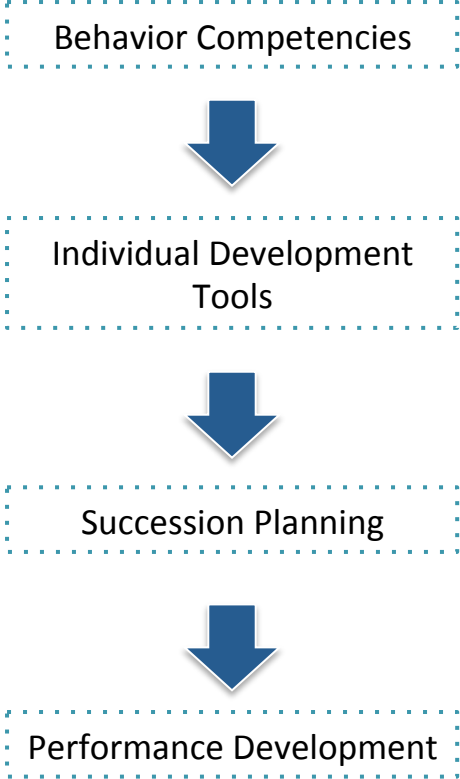 Behavior Competencies
Individual Development
Tools
Succession Planning
Performance Development